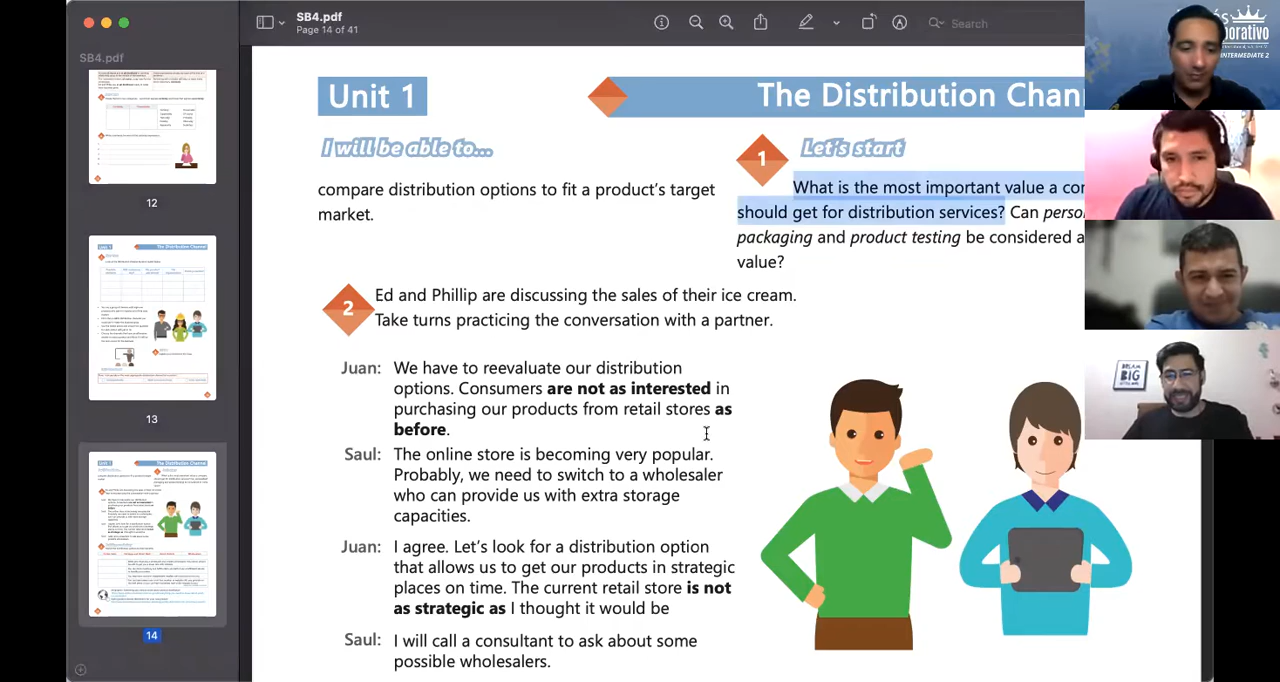 SB4.pdf
Page 14 of 41
Search
SB4.pdf
12
13
14
Unit 1
The Distribution Chan
I will be able to...
compare distribution options to fit a product's target
market.
1
Let's start
What is the most important value a co
should get for distribution services? Can perso
packaging and product testing be considered a
value?
2
Ed and Phillip are discussing the sales of their ice cream.
Take turns practicing the conversation with a partner.
Juan: We have to reevaluate our distribution
options. Consumers are not as interested in
purchasing our products from retail stores as
before.
Saul: The online store is becoming very popular.
Probably, we need to look for a wholesaler
who can provide us with extra storage
capacities.
Juan: I agree. Let's look for a distribution option
that allows us to get our products in strategic
places on time. The current retail store is not
as strategic as I thought it would be
Saul: I will call a consultant to ask about some
possible wholesalers.
orativo
INTERMEDIATE 2
DREAM
BIG